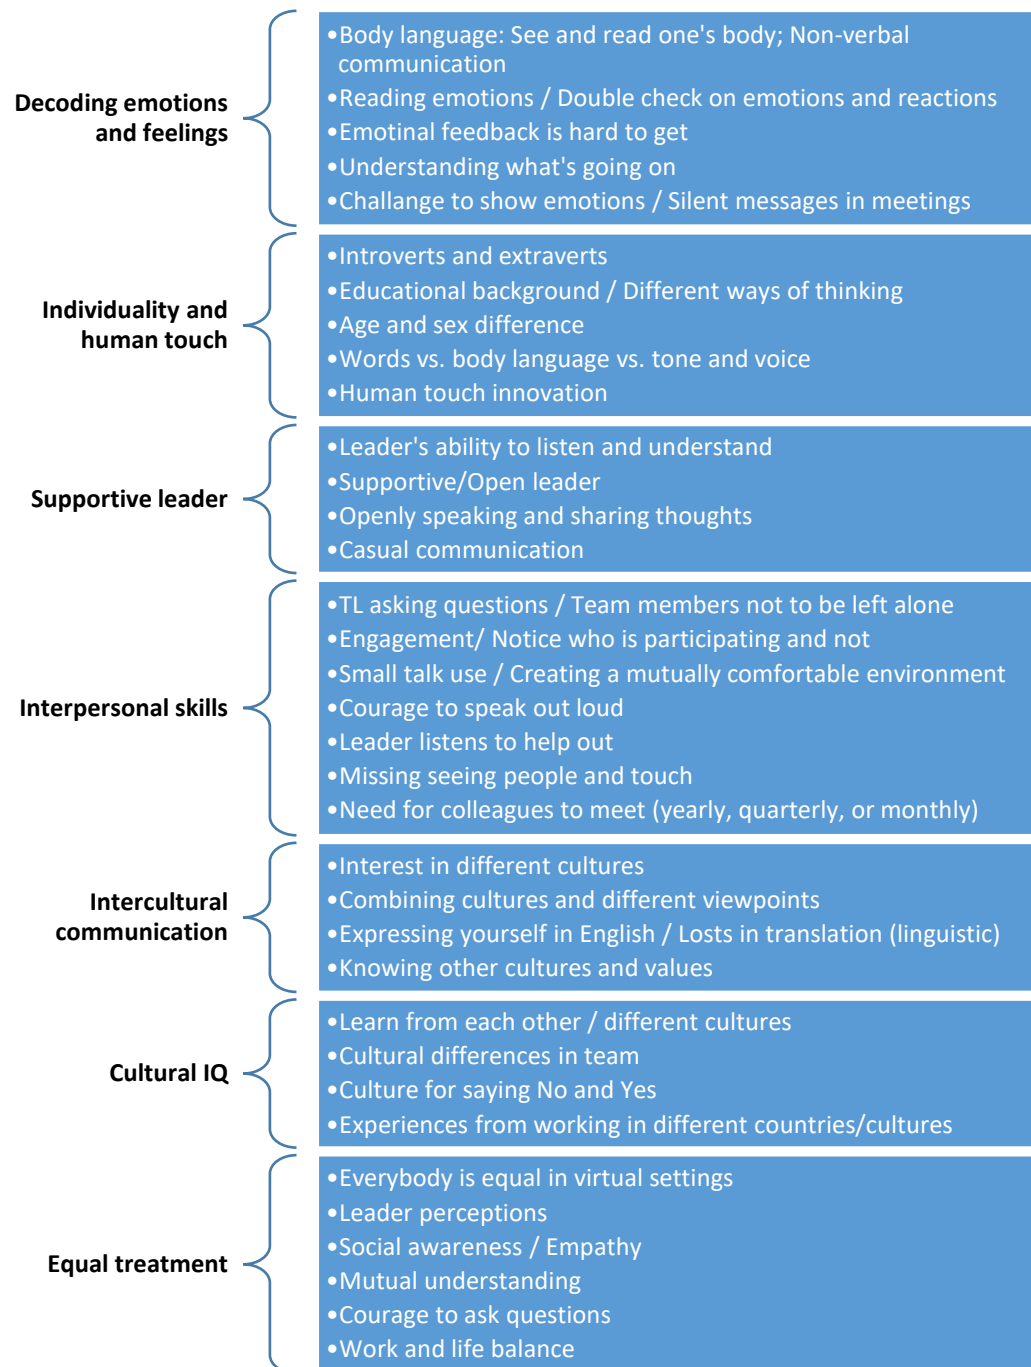 Decoding emotions
and feelings
•Body language: See and read one's body; Non-verbal
communication
•Reading emotions / Double check on emotions and reactions
•Emotinal feedback is hard to get
•Understanding what's going on
•Challange to show emotions / Silent messages in meetings
Individuality and
human touch
•Introverts and extraverts
•Educational background / Different ways of thinking
•Age and sex difference
•Words vs. body language vs. tone and voice
•Human touch innovation
Supportive leader
•Leader's ability to listen and understand
•Supportive/Open leader
•Openly speaking and sharing thoughts
•Casual communication
Interpersonal skills
•TL asking questions / Team members not to be left alone
•Engagement/ Notice who is participating and not
•Small talk use / Creating a mutually comfortable environment
•Courage to speak out loud
•Leader listens to help out
•Missing seeing people and touch
•Need for colleagues to meet (yearly, quarterly, or monthly)
Intercultural
communication
•Interest in different cultures
•Combining cultures and different viewpoints
•Expressing yourself in English / Losts in translation (linguistic)
•Knowing other cultures and values
Cultural IQ
•Learn from each other / different cultures
•Cultural differences in team
•Culture for saying No and Yes
•Experiences from working in different countries/cultures
Equal treatment
•Everybody is equal in virtual settings
•Leader perceptions
•Social awareness / Empathy
•Mutual understanding
•Courage to ask questions
•Work and life balance